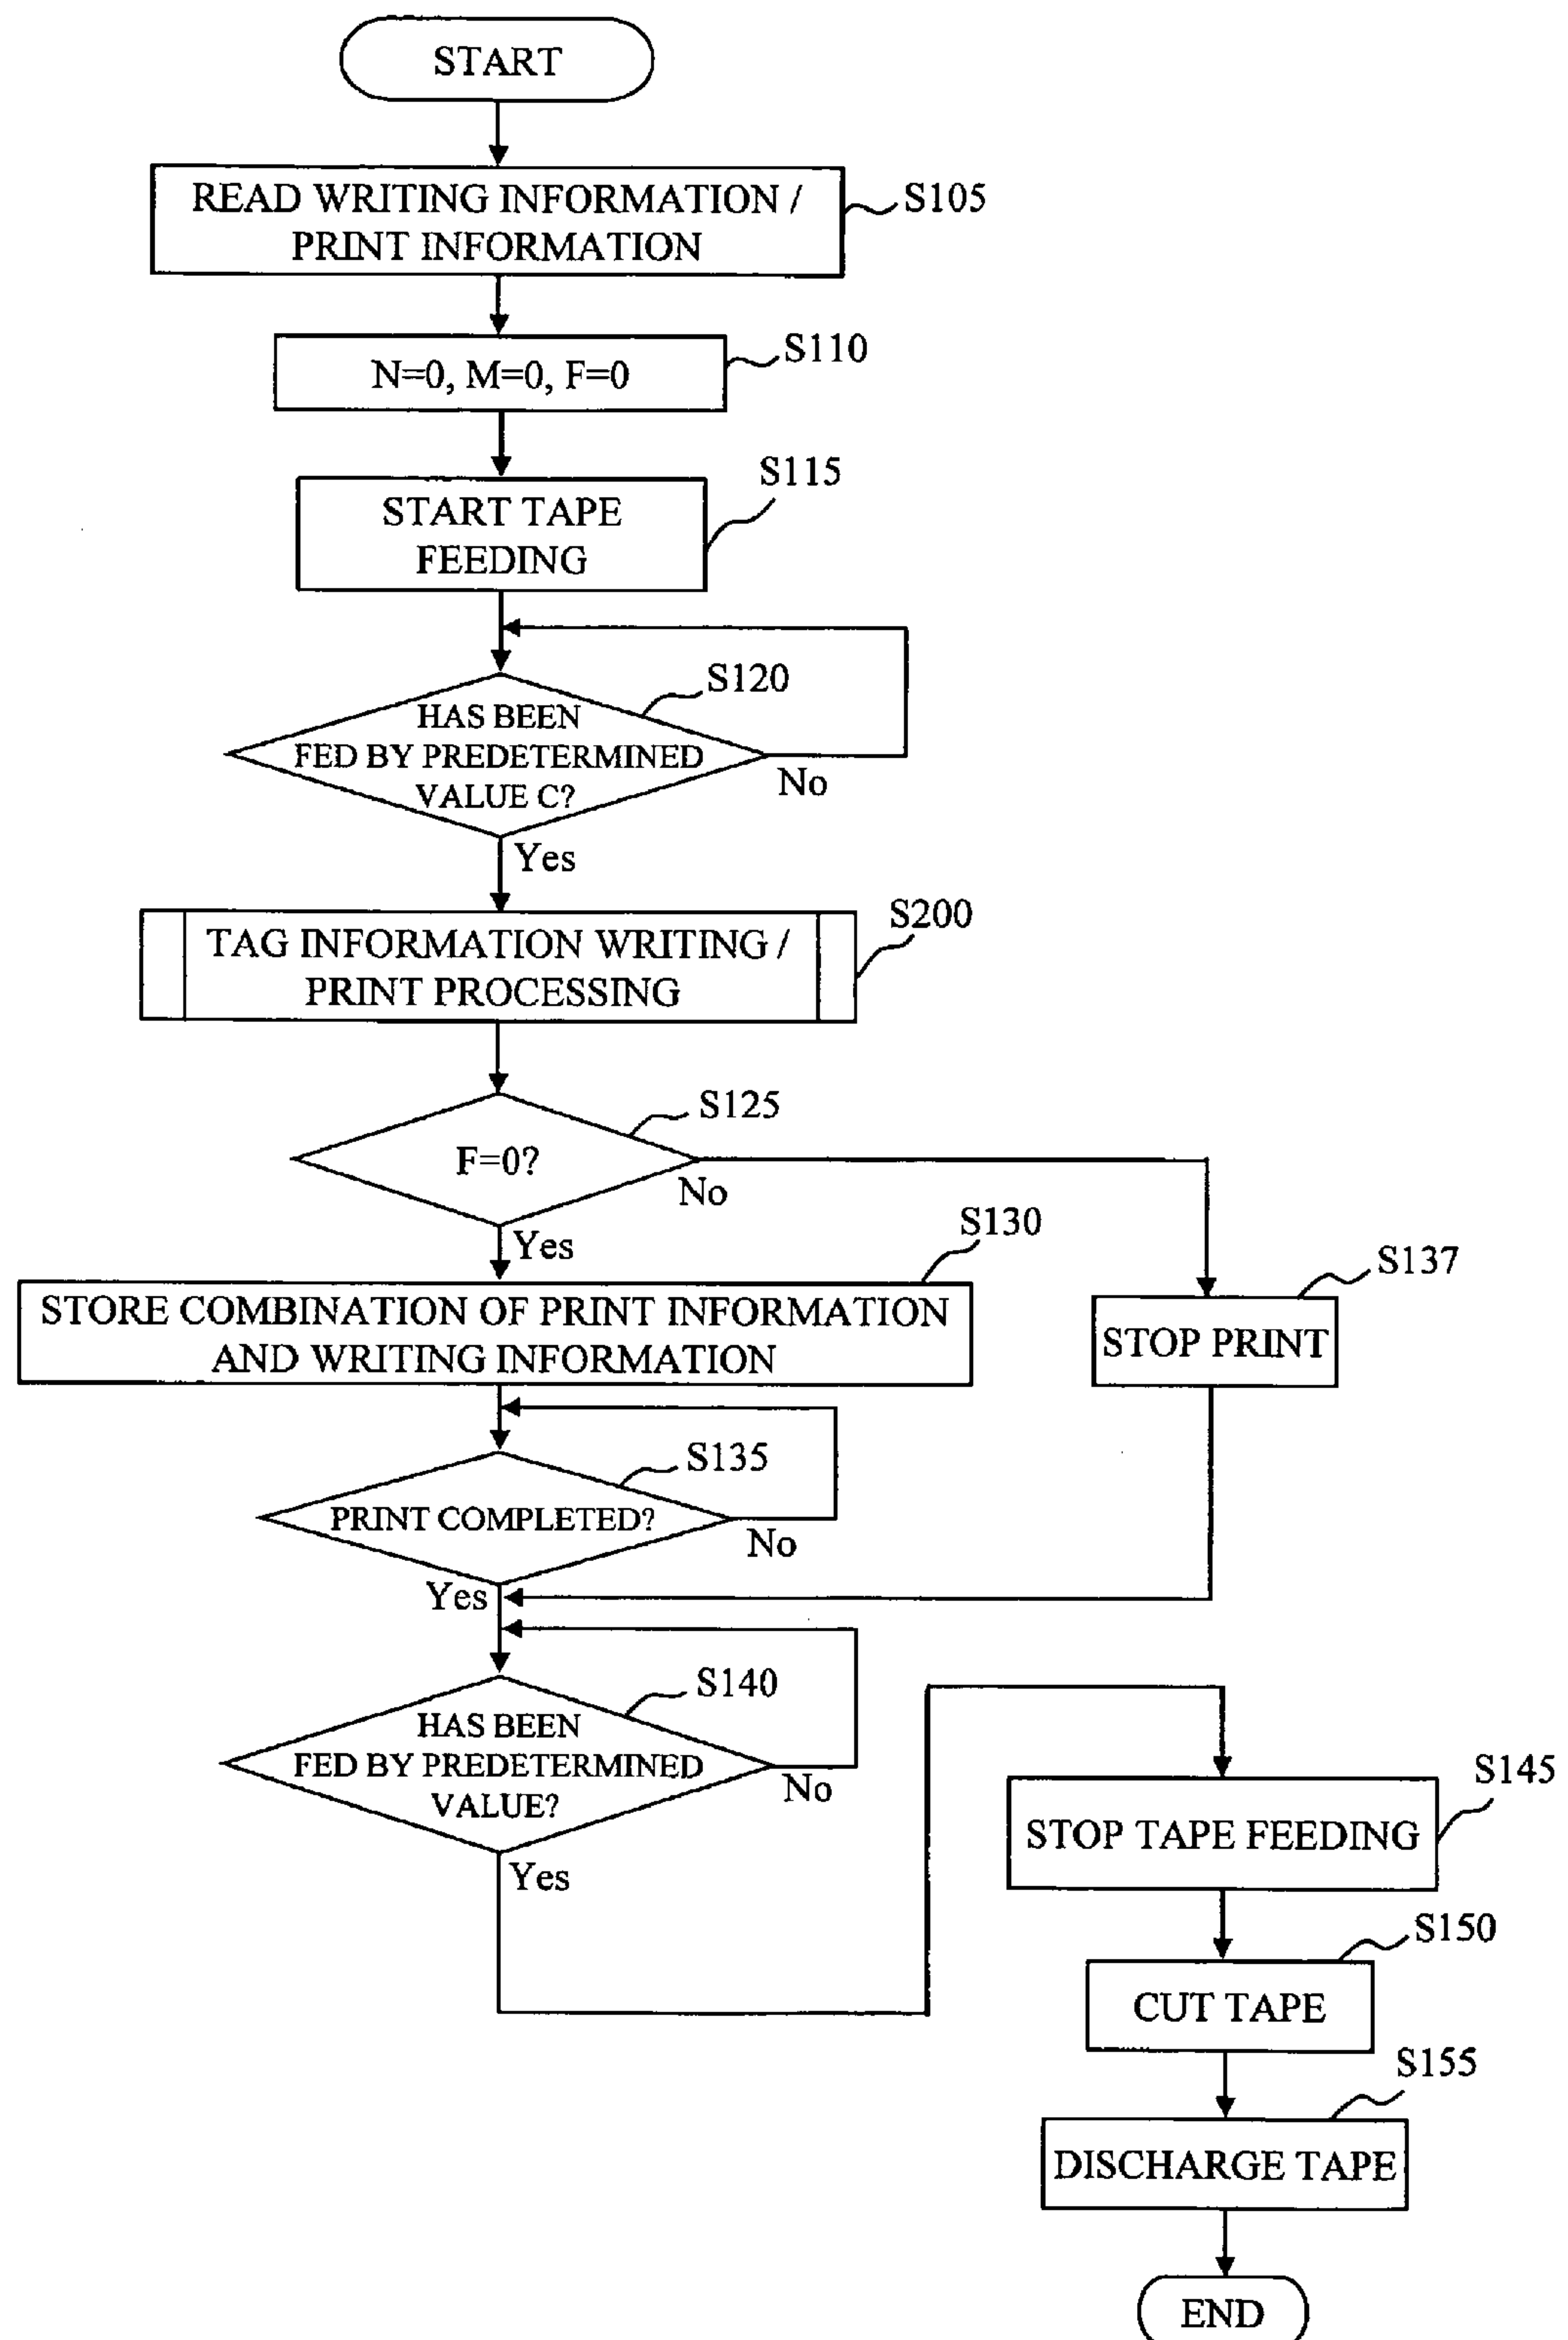 START
READ WRITING INFORMATION /
PRINT INFORMATION
S105
N=0, M=0, F=0
S110
START TAPE
FEEDING
S115
HAS BEEN
FED BY PREDETERMINED
VALUE C?
S120
No
Yes
TAG INFORMATION WRITING /
PRINT PROCESSING
S200
F=0?
S125
No
Yes
STORE COMBINATION OF PRINT INFORMATION
AND WRITING INFORMATION
S130
STOP PRINT
S137
PRINT COMPLETED?
S135
No
Yes
HAS BEEN
FED BY PREDETERMINED
VALUE?
S140
No
Yes
STOP TAPE FEEDING
S145
CUT TAPE
S150
DISCHARGE TAPE
S155
END